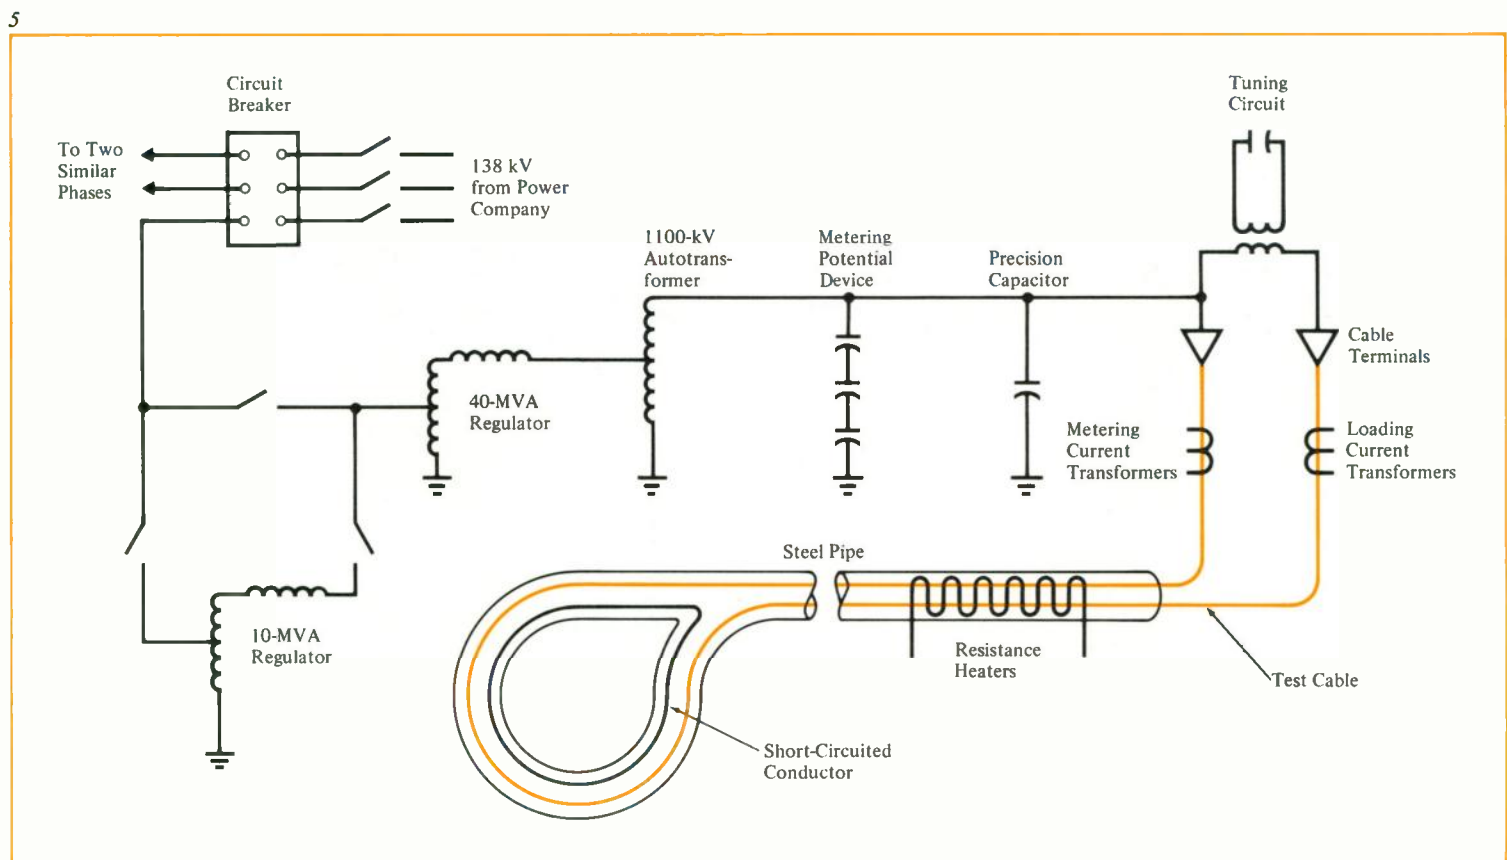 5
Circuit
Breaker
To Two
Similar
Phases
138 kV
from Power
Company
Tuning
Circuit
1100-kV
Autotrans-
former
Metering
Potential
Device
Precision
Capacitor
Cable
Terminals
40-MVA
Regulator
Metering
Current
Transformers
Loading
Current
Transformers
Steel Pipe
10-MVA
Regulator
Resistance
Heaters
Test Cable
Short-Circuited
Conductor